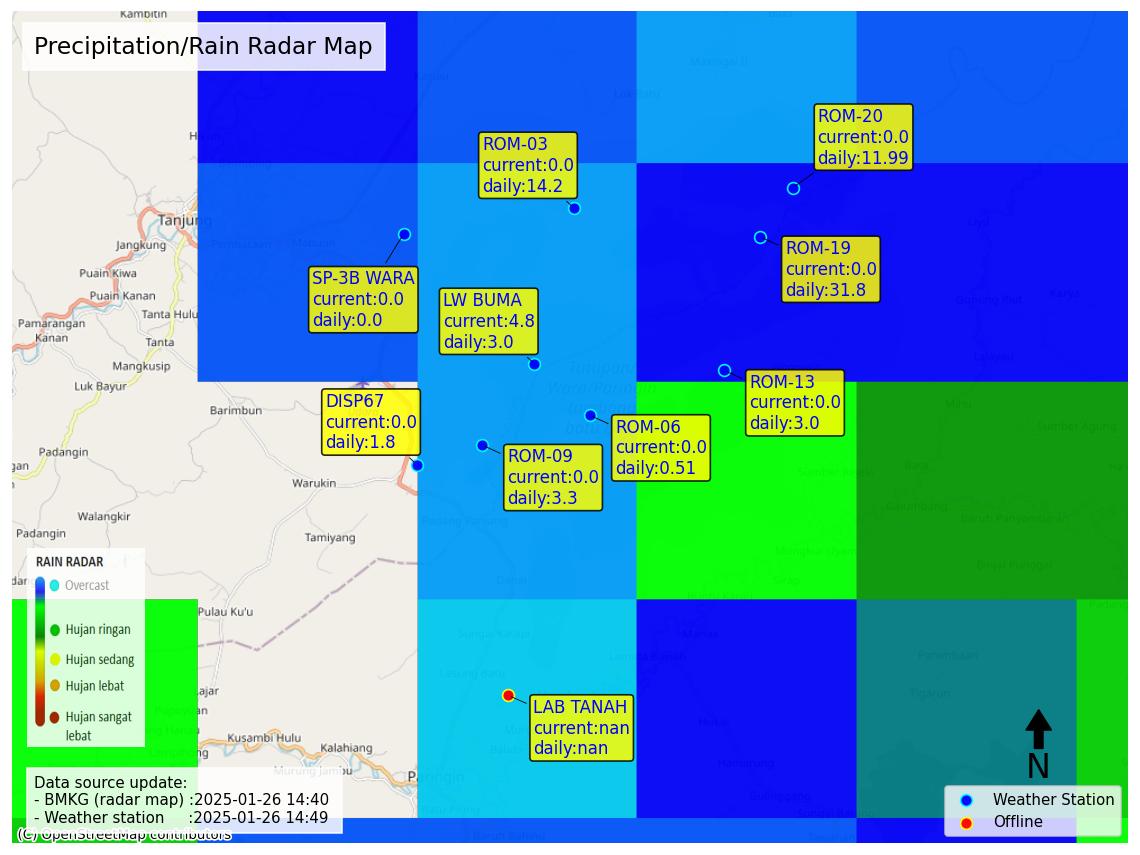 Kambitin
Precipitation/Rain Radar Map
Maningai II
Kapasi
Lok Batu
ROM-20
current:0.0
daily:11.99
ROM-03
current:0.0
daily:14.2
Tanjung
Jangkung
ROM-19
current:0.0
daily:31.8
SP-3B WARA
current:0.0
daily:0.0
Puain Kiwa
Puain Kanan
LW BUMA
current:4.8
daily:3.0
Tanta Hulu
Pamarangan
Kanan
Tanta
Mangkusip
Luk Bayur
ROM-13
current:0.0
daily:3.0
DISP67
current:0.0
daily:1.8
Barimbun
ROM-06
current:0.0
daily:0.51
Padangin
ROM-09
current:0.0
daily:3.3
Warukin
Walangkir
Padang Panjang
Padangin
Tamiyang
RAIN RADAR
Overcast
Hujan ringan
Hujan sedang
Hujan lebat
Hujan sangat
lebat
Pulau Ku'u
LAB TANAH
current:nan
daily:nan
Kusambi Hulu
Kalahiang
Murung Jambu
Paringin
N
Data source update:
- BMKG (radar map) :2025-01-26 14:40
- Weather station :2025-01-26 14:49
Weather Station
Offline
(C) OpenStreetMap contributors